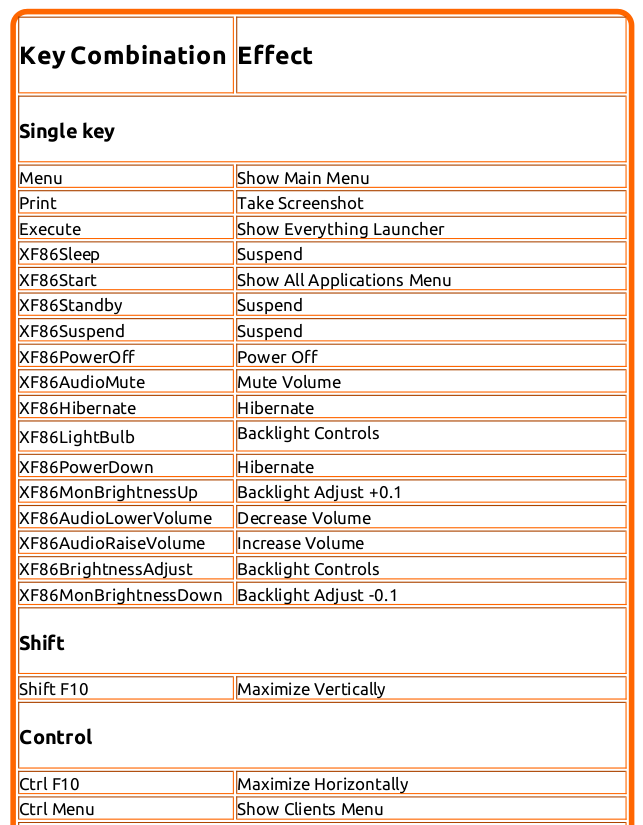 Key Combination Effect
Single key
Menu Show Main Menu
Print Take Screenshot
Execute Show Everything Launcher
XF86Sleep Suspend
XF86Start Show All Applications Menu
XF86Standby Suspend
XF86Suspend Suspend
XF86PowerOff Power Off
XF86AudioMute Mute Volume
XF86Hibernate Hibernate
XF86LightBulb Backlight Controls
XF86PowerDown Hibernate
XF86MonBrightnessUp Backlight Adjust +0.1
XF86AudioLowerVolume Decrease Volume
XF86AudioRaiseVolume Increase Volume
XF86BrightnessAdjust Backlight Controls
XF86MonBrightnessDown Backlight Adjust -0.1
Shift
Shift F10 Maximize Vertically
Control
Ctrl F10 Maximize Horizontally
Ctrl Menu Show Clients Menu